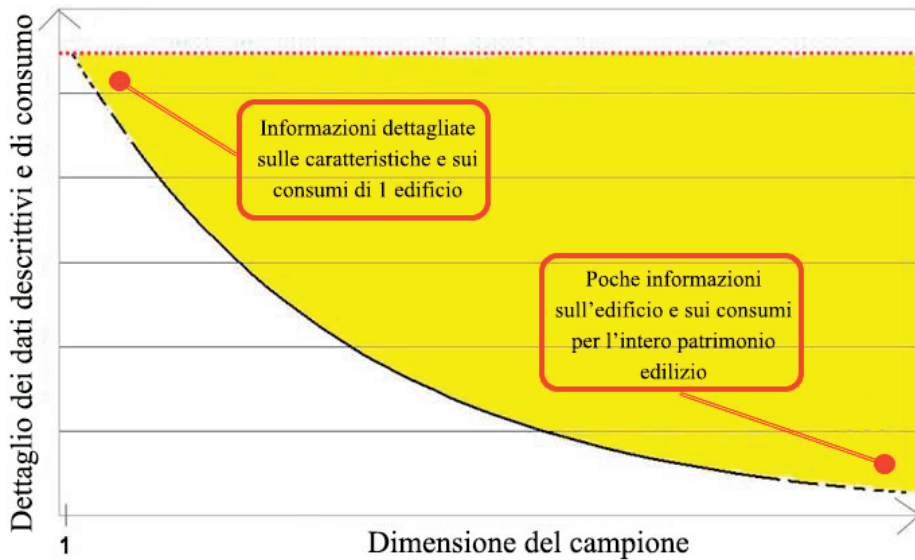 Dettaglio dei dati descrittivi e di consumo
Informazioni dettagliate
sulle caratteristiche e sui
consumi di 1 edificio
Poche informazioni
sull'edificio e sui consumi
per l'intero patrimonio
edilizio
1
Dimensione del campione